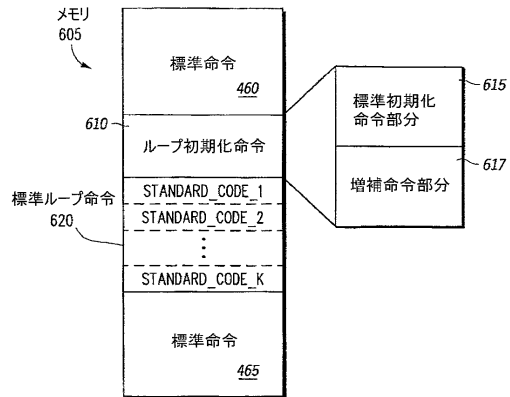 メモリ
605
標準命令
460
610
ループ初期化命令
標準ループ命令
620
STANDARD_CODE_1
STANDARD_CODE_2
STANDARD_CODE_K
標準命令
465
615
標準初期化
命令部分
617
増補命令部分